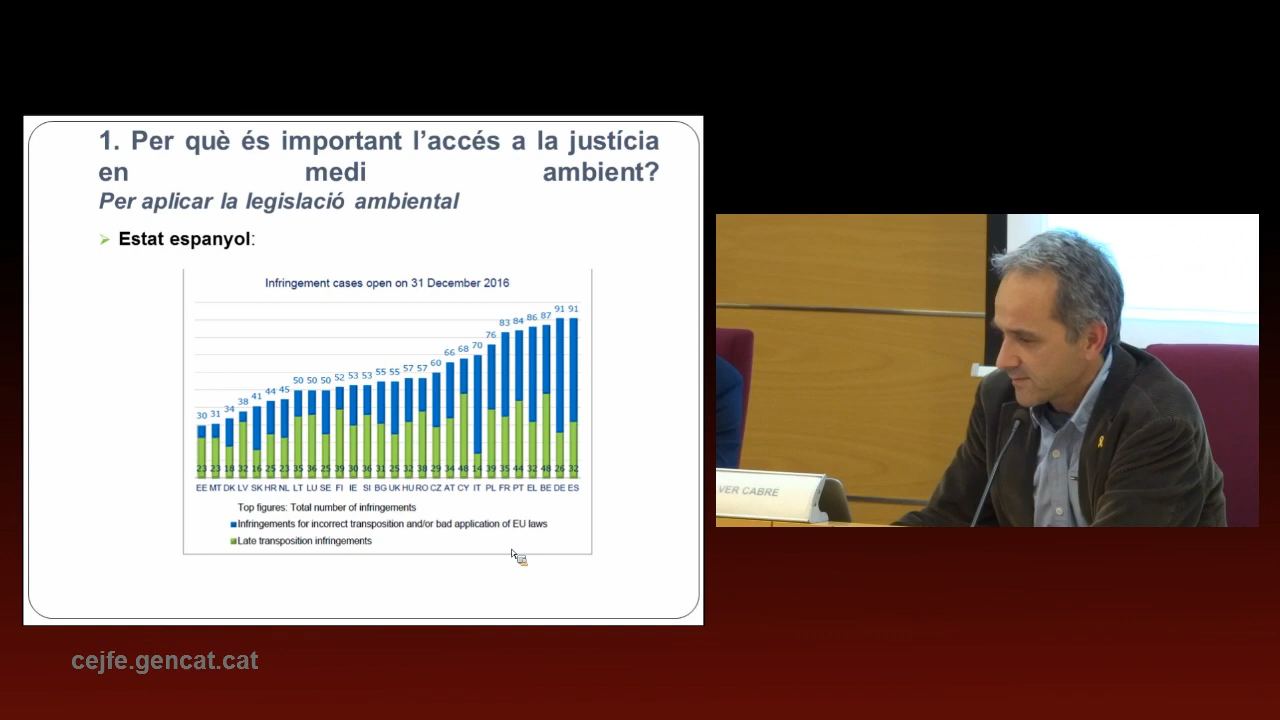 1. Per què és important l’accés a la justícia
en medi ambient?
Per aplicar la legislació ambiental
Estat espanyol:
Infringement cases open on 31 December 2016
30 31 34 38 41 44 45 50 50 50 52 53 53 55 55 57 57 60 66 68 70 76 83 84 86 87 91 91
23 23 18 32 16 25 23 35 36 25 39 30 36 31 25 32 38 29 34 48 14 39 35 44 32 48 26 32
EE MT DK LV SK HR NL LT LU SE FI IE SI BG UK HU RO CZ AT CY IT PL FR PT EL BE DE ES
Top figures: Total number of infringements
Infringements for incorrect transposition and/or bad application of EU laws
Late transposition infringements
VER CABRE
cejfe.gencat.cat